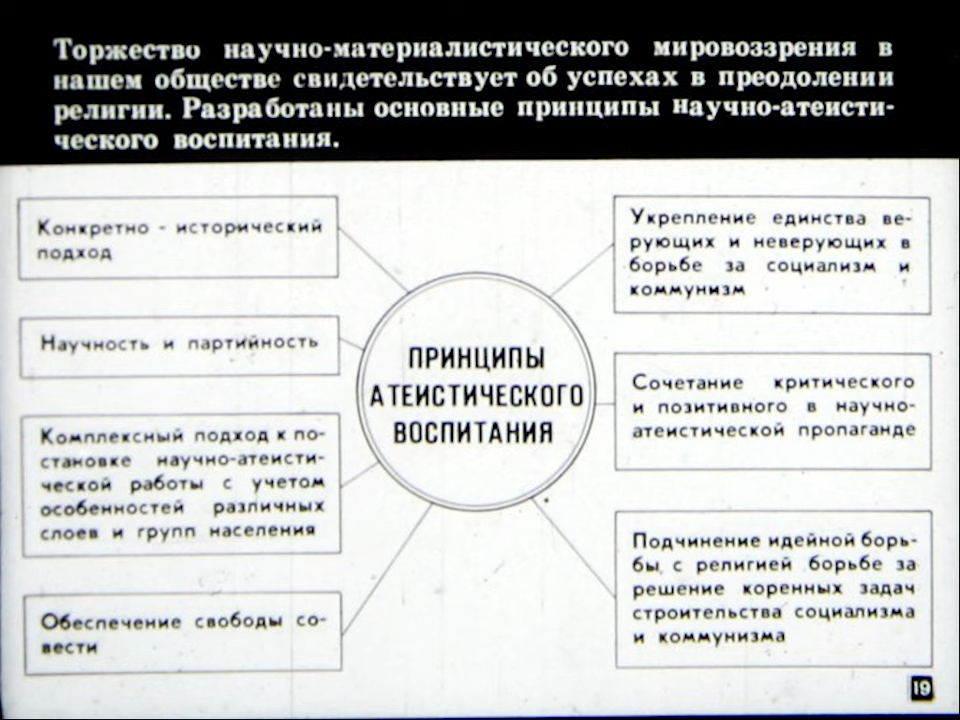 Торжество научно-материалистического мировоззрения в
нашем обществе свидетельствует об успехах в преодолении
религии. Разработаны основные принципы научно-атеисти-
ческого воспитания.
Конкретно - исторический
подход
Научность и партийность
Комплексный подход к по-
становке научно-атеисти-
ческой работы с учетом
особенностей различных
слоев и групп населения
Обеспечение свободы со-
вести
ПРИНЦИПЫ
АТЕИСТИЧЕСКОГО
ВОСПИТАНИЯ
Укрепление единства ве-
рующих и неверующих в
борьбе за социализм и
коммунизм
Сочетание критического
и позитивного в научно-
атеистической пропаганде
Подчинение идейной борь-
бы с религией борьбе за
решение коренных задач
строительства социализма
и коммунизма
19